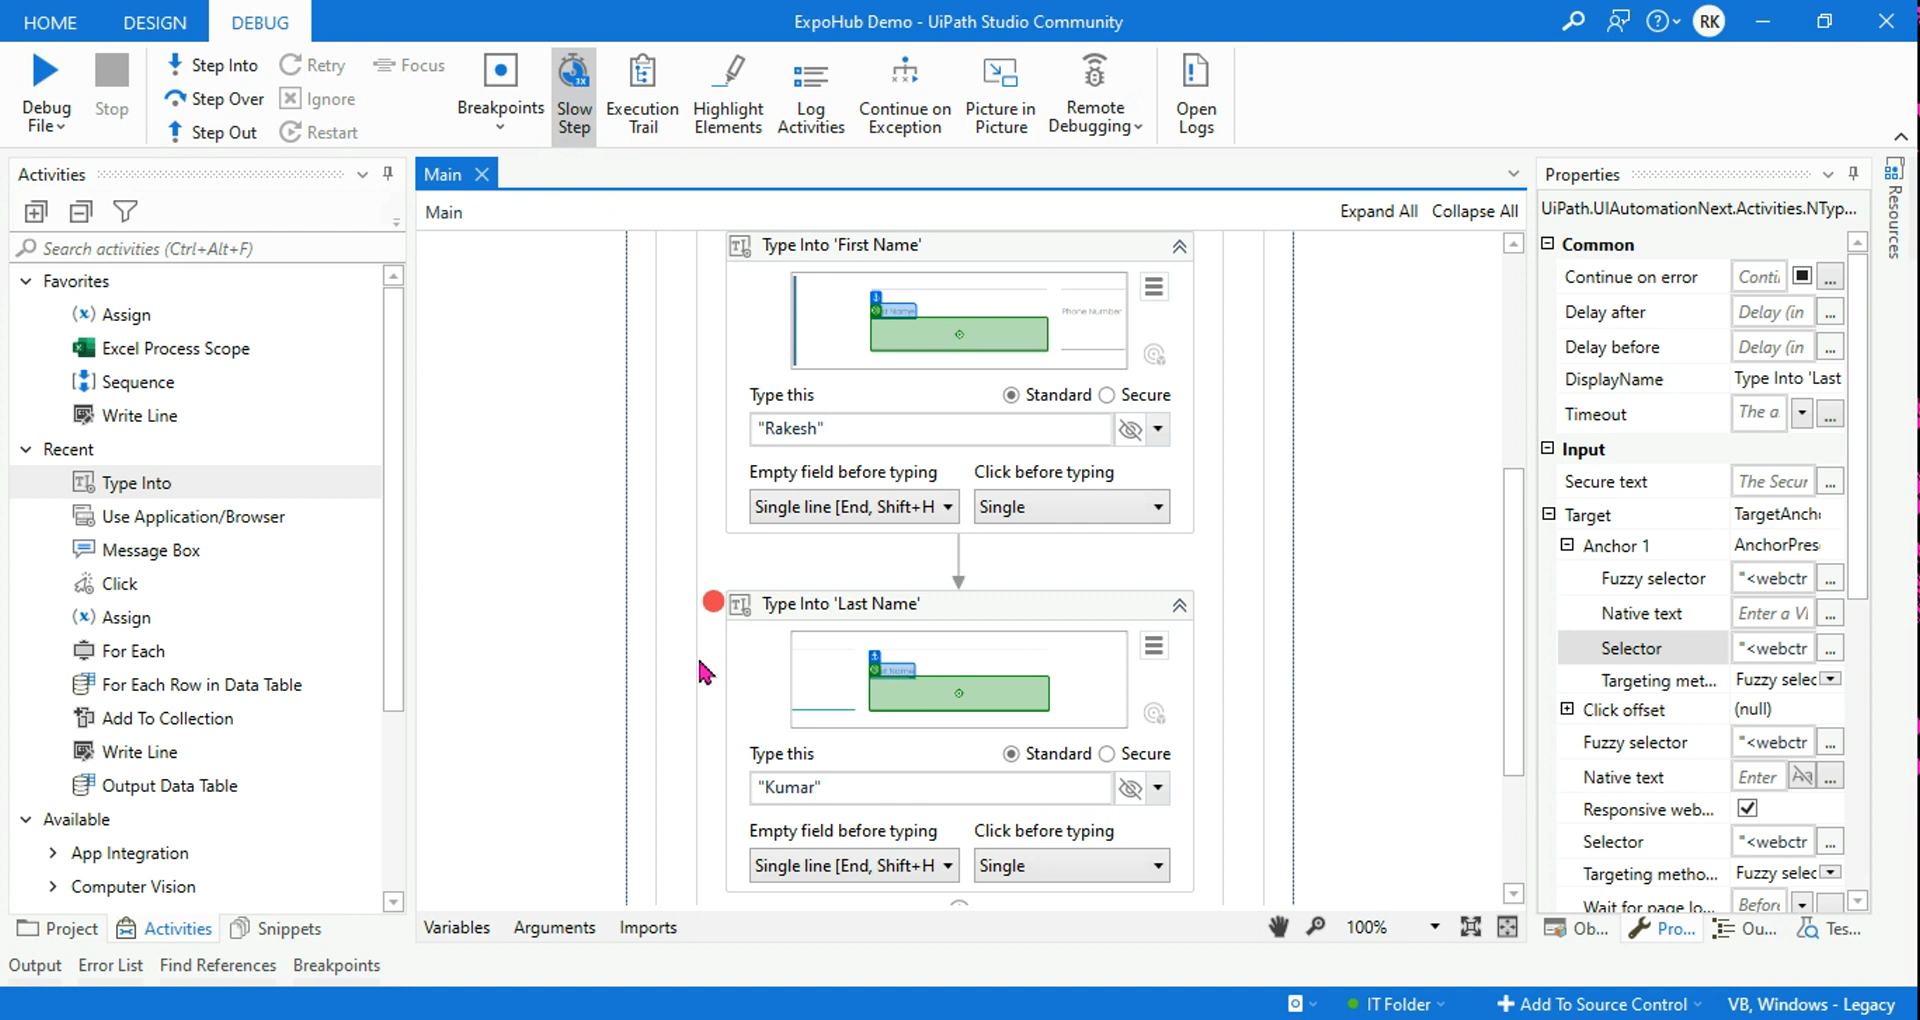 HOME DESIGN DEBUG ExpoHub Demo - UiPath Studio Community RK
Debug File Stop Step Into Step Over Step Out Retry Ignore Restart Focus Breakpoints Slow Step Execution Trail Highlight Elements Log Activities Continue on Exception Picture in Picture Remote Debugging Open Logs
Activities
Search activities (Ctrl+Alt+F)
Favorites
Assign
Excel Process Scope
Sequence
Write Line
Recent
Type Into
Use Application/Browser
Message Box
Click
Assign
For Each
For Each Row in Data Table
Add To Collection
Write Line
Output Data Table
Available
App Integration
Computer Vision
Project Activities Snippets
Main
Main Expand All Collapse All
Type Into 'First Name'
Phone Number
Type this Standard Secure
"Rakesh"
Empty field before typing Click before typing
Single line [End, Shift+H Single
Type Into 'Last Name'
Type this Standard Secure
"Kumar"
Empty field before typing Click before typing
Single line [End, Shift+H Single
Variables Arguments Imports 100%
Properties
UiPath.UIAutomationNext.Activities.NTyp...
Common
Continue on error Conti ...
Delay after Delay (in ...
Delay before Delay (in ...
DisplayName Type Into 'Last
Timeout The a ...
Input
Secure text The Secur ...
Target TargetAnch
Anchor 1 AnchorPres
Fuzzy selector "<webctr ...
Native text Enter a VI ...
Selector "<webctr ...
Targeting met... Fuzzy selec
Click offset (null)
Fuzzy selector "<webctr ...
Native text Enter ...
Responsive web...
Selector "<webctr ...
Targeting metho... Fuzzy selec
Wait for page lo... Before
Ob... Pro... Ou... Tes...
Resources
Output Error List Find References Breakpoints
IT Folder Add To Source Control VB, Windows - Legacy